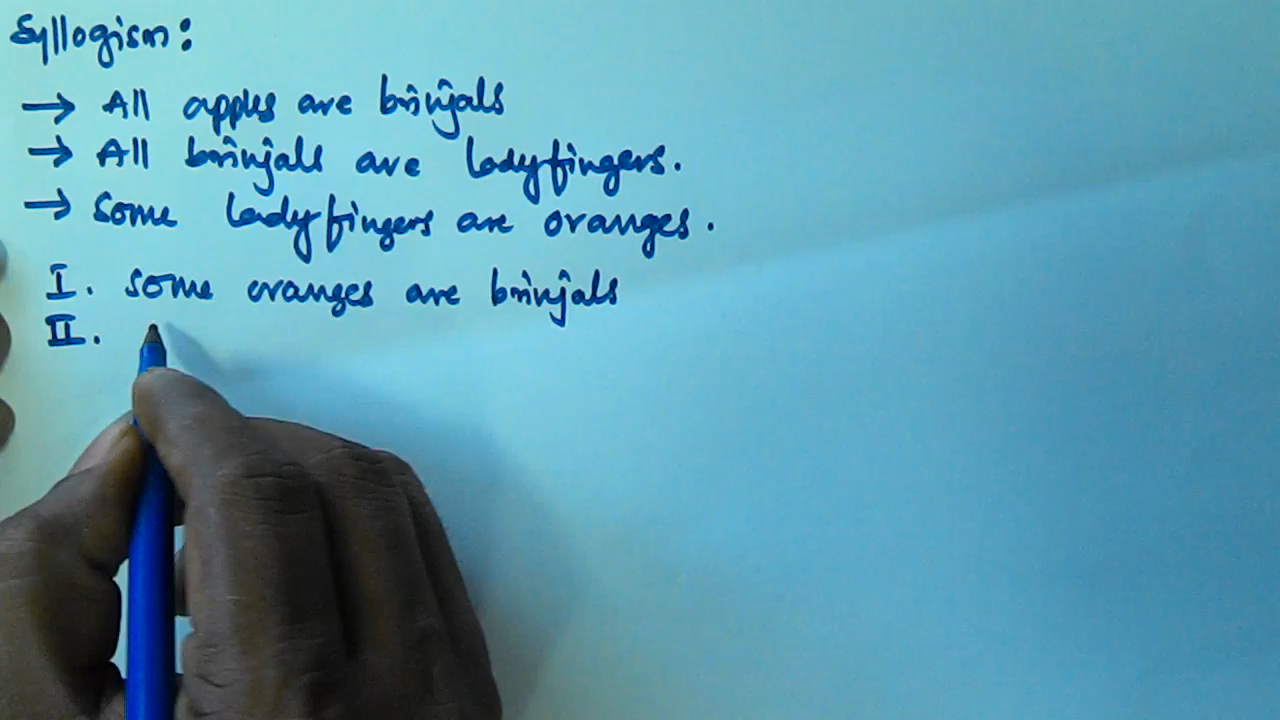 Syllogism:
→ All apples are brinjals
→ All brinjals are ladyfingers.
→ Some ladyfingers are oranges.
I. Some oranges are brinjals
II.